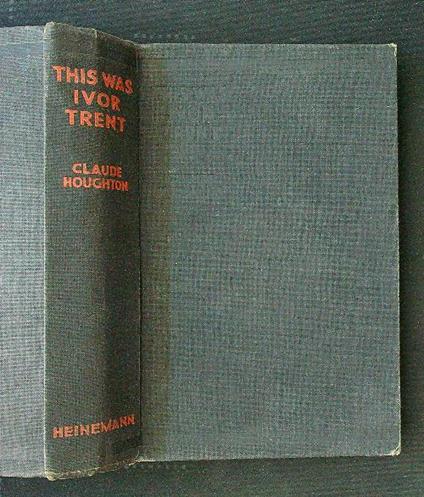 THIS WAS
IVOR
TRENT
CLAUDE
HOUGHTON
HEINEMANN